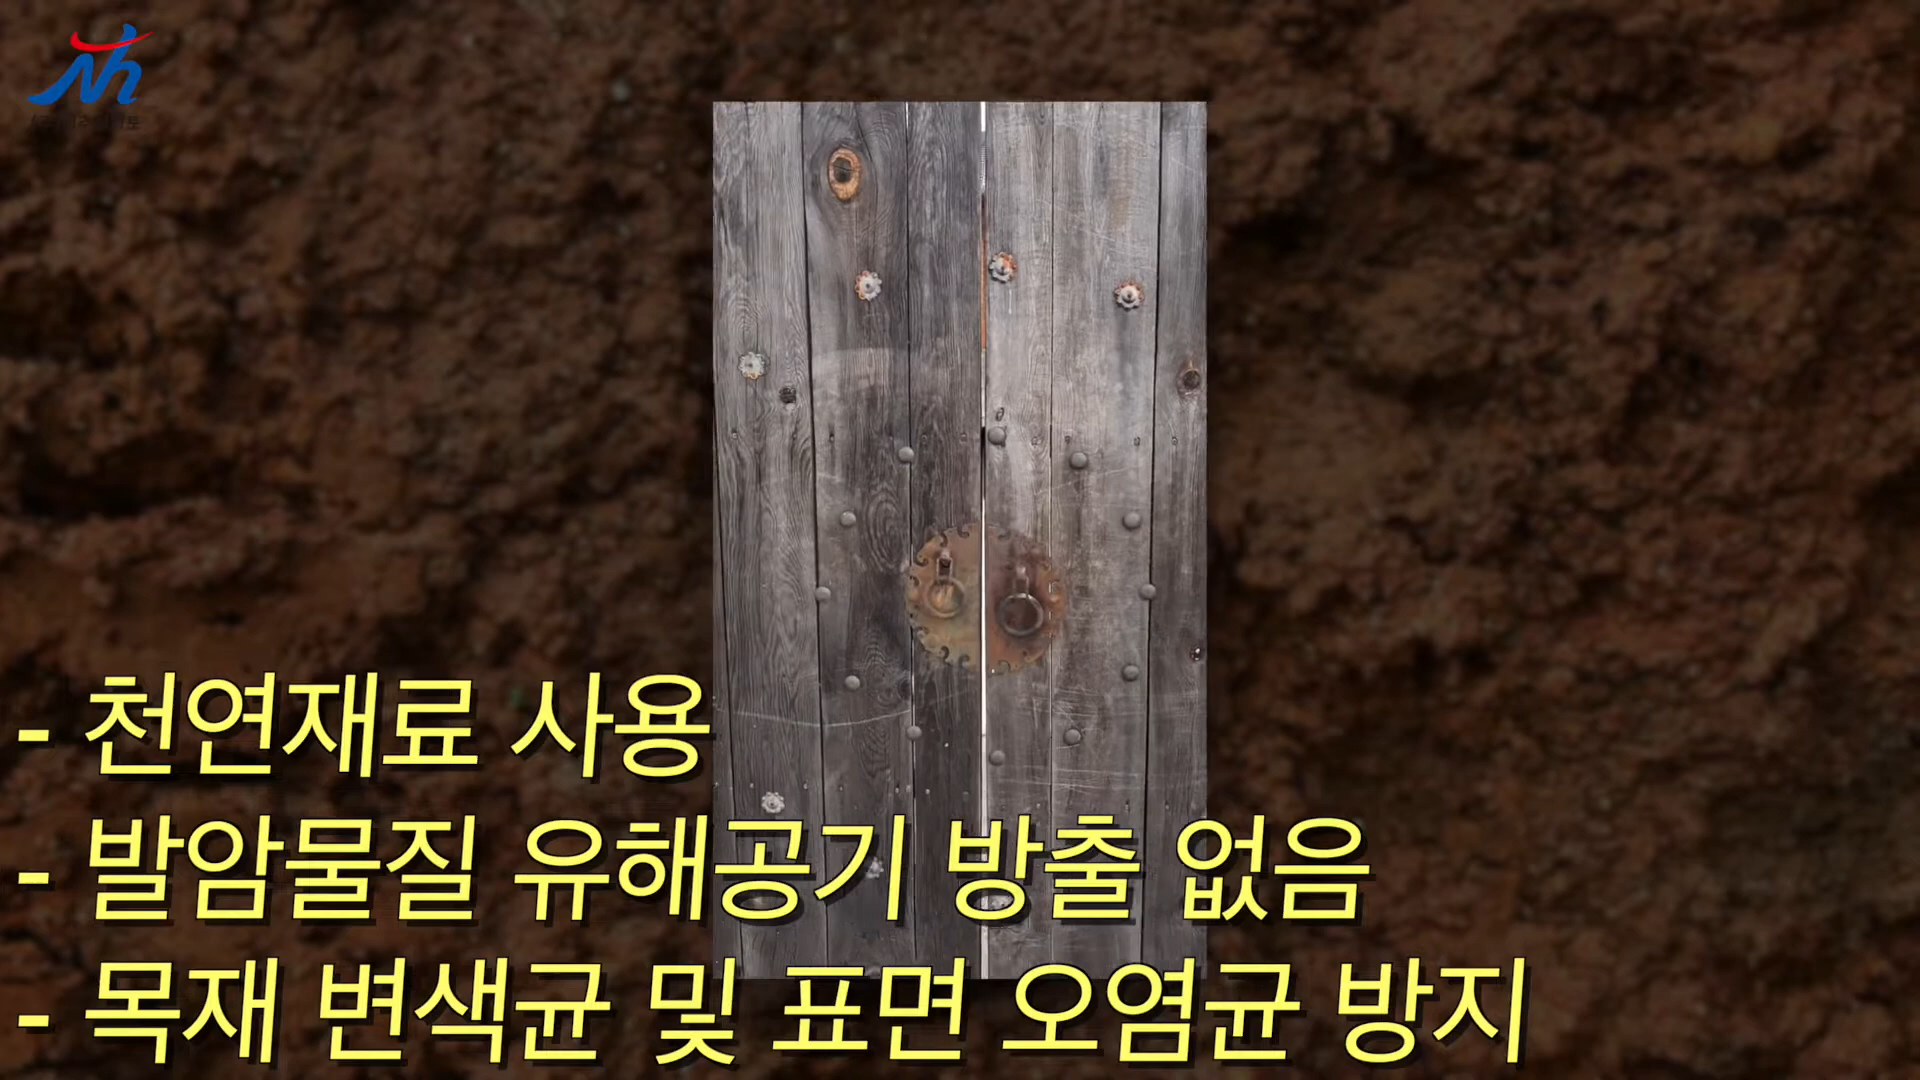 - 천연재료 사용
- 발암물질 유해공기 방출 없음
- 목재 변색균 및 표면 오염균 방지